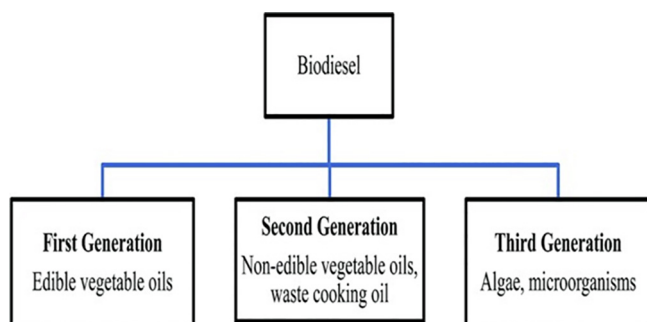 Biodiesel
First Generation
Edible vegetable oils
Second Generation
Non-edible vegetable oils,
waste cooking oil
Third Generation
Algae, microorganisms